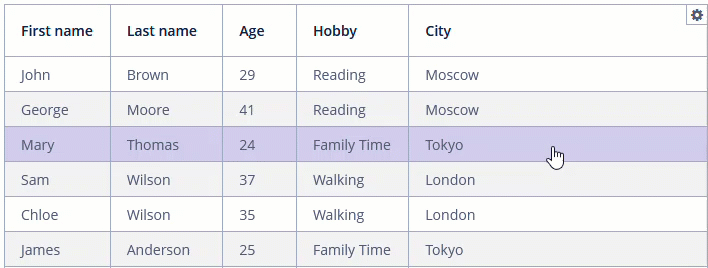 First name Last name Age Hobby City
John Brown 29 Reading Moscow
George Moore 41 Reading Moscow
Mary Thomas 24 Family Time Tokyo
Sam Wilson 37 Walking London
Chloe Wilson 35 Walking London
James Anderson 25 Family Time Tokyo